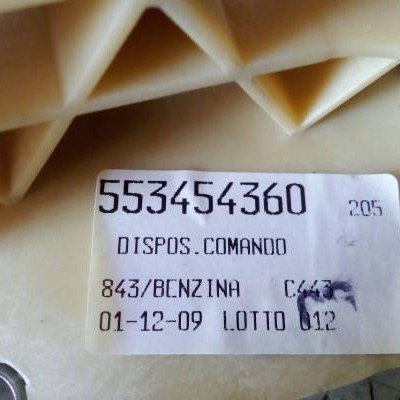 553454360 205
DISPOS.COMANDO
843/BENZINA C443
01-12-09 LOTTO 012